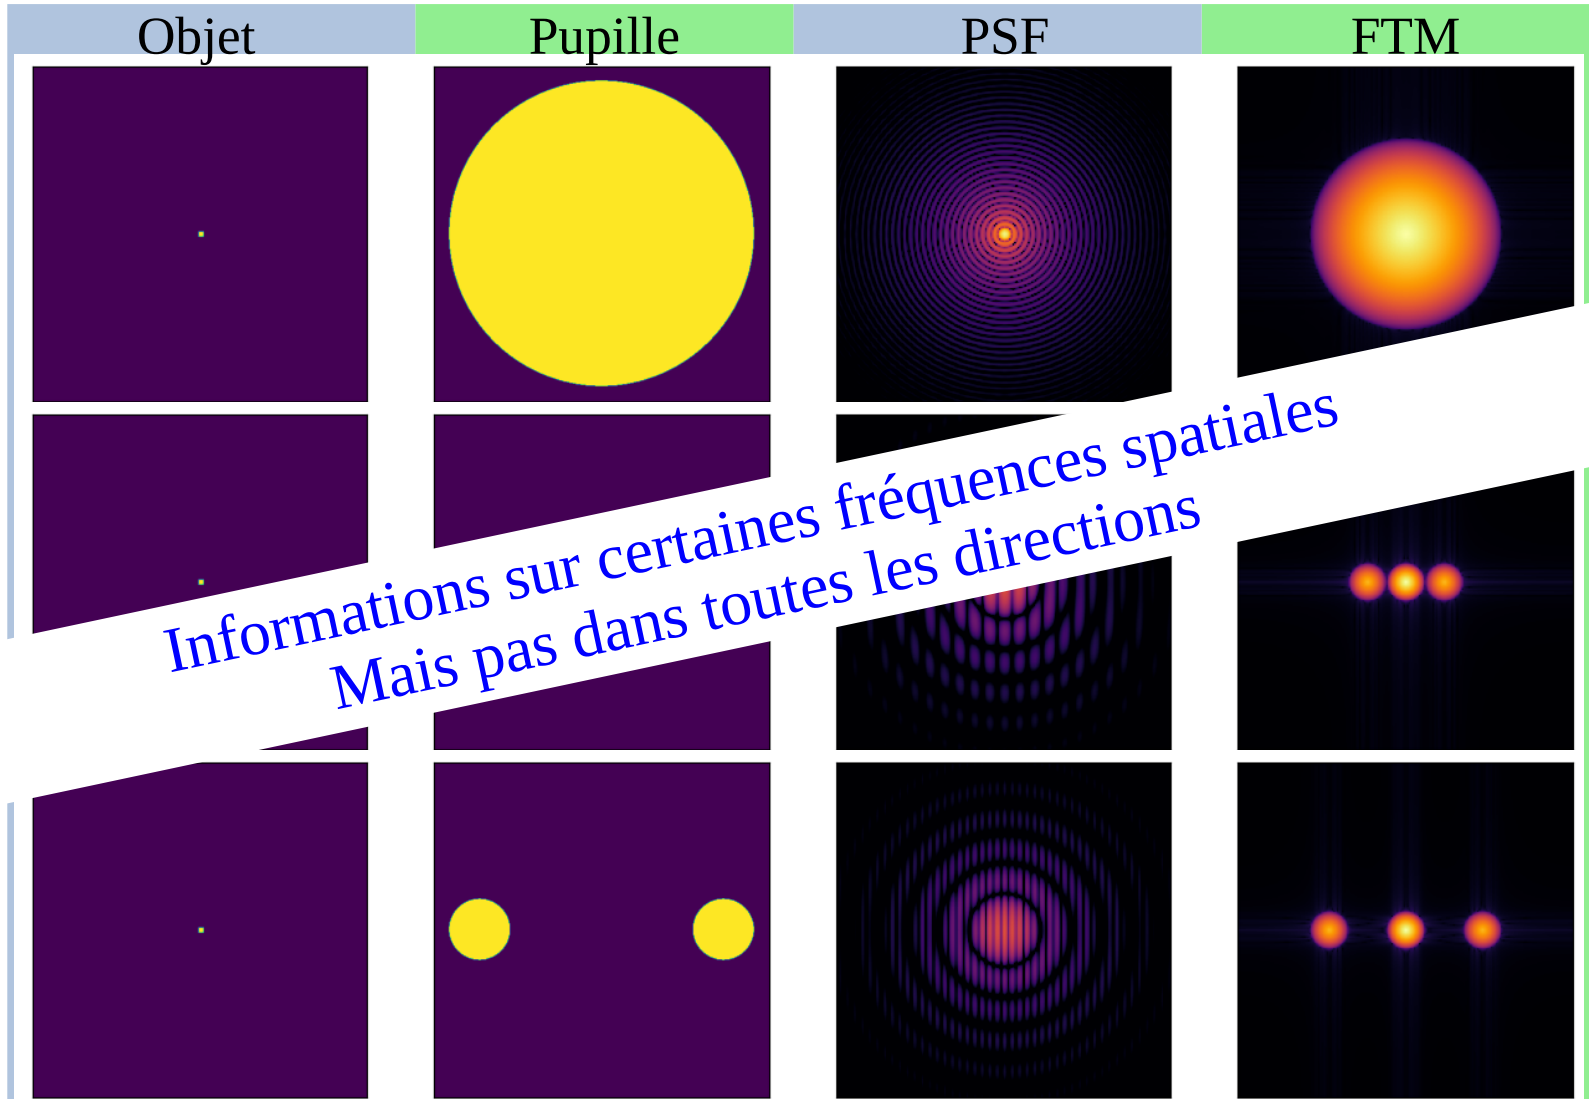 Objet
Pupille
PSF
FTM
Informations sur certaines fréquences spatiales
Mais pas dans toutes les directions